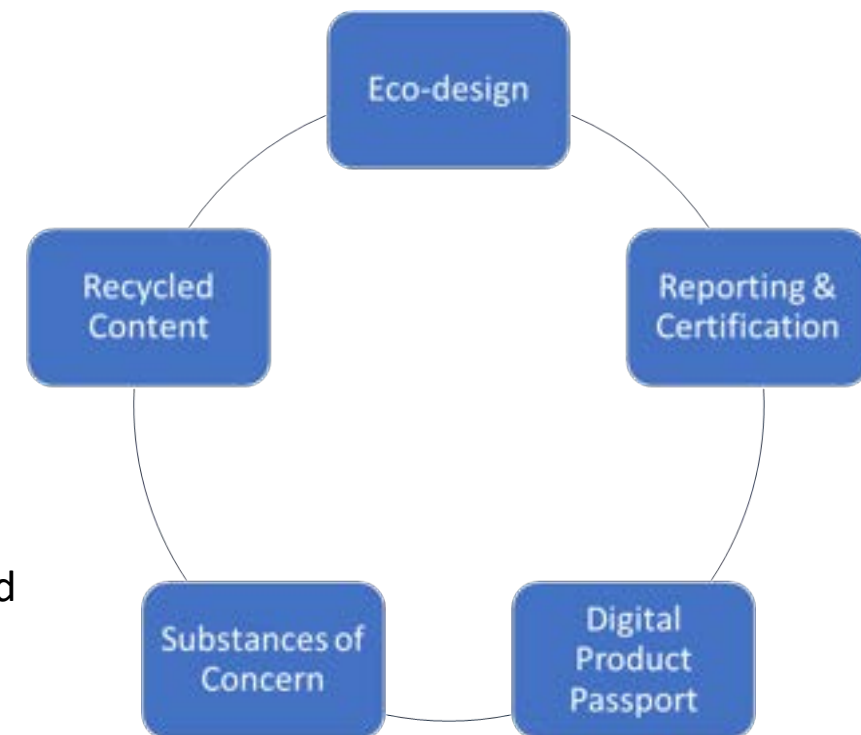 Eco-design
Recycled
Content
Reporting &
Certification
d
Substances of
Concern
Digital
Product
Passport